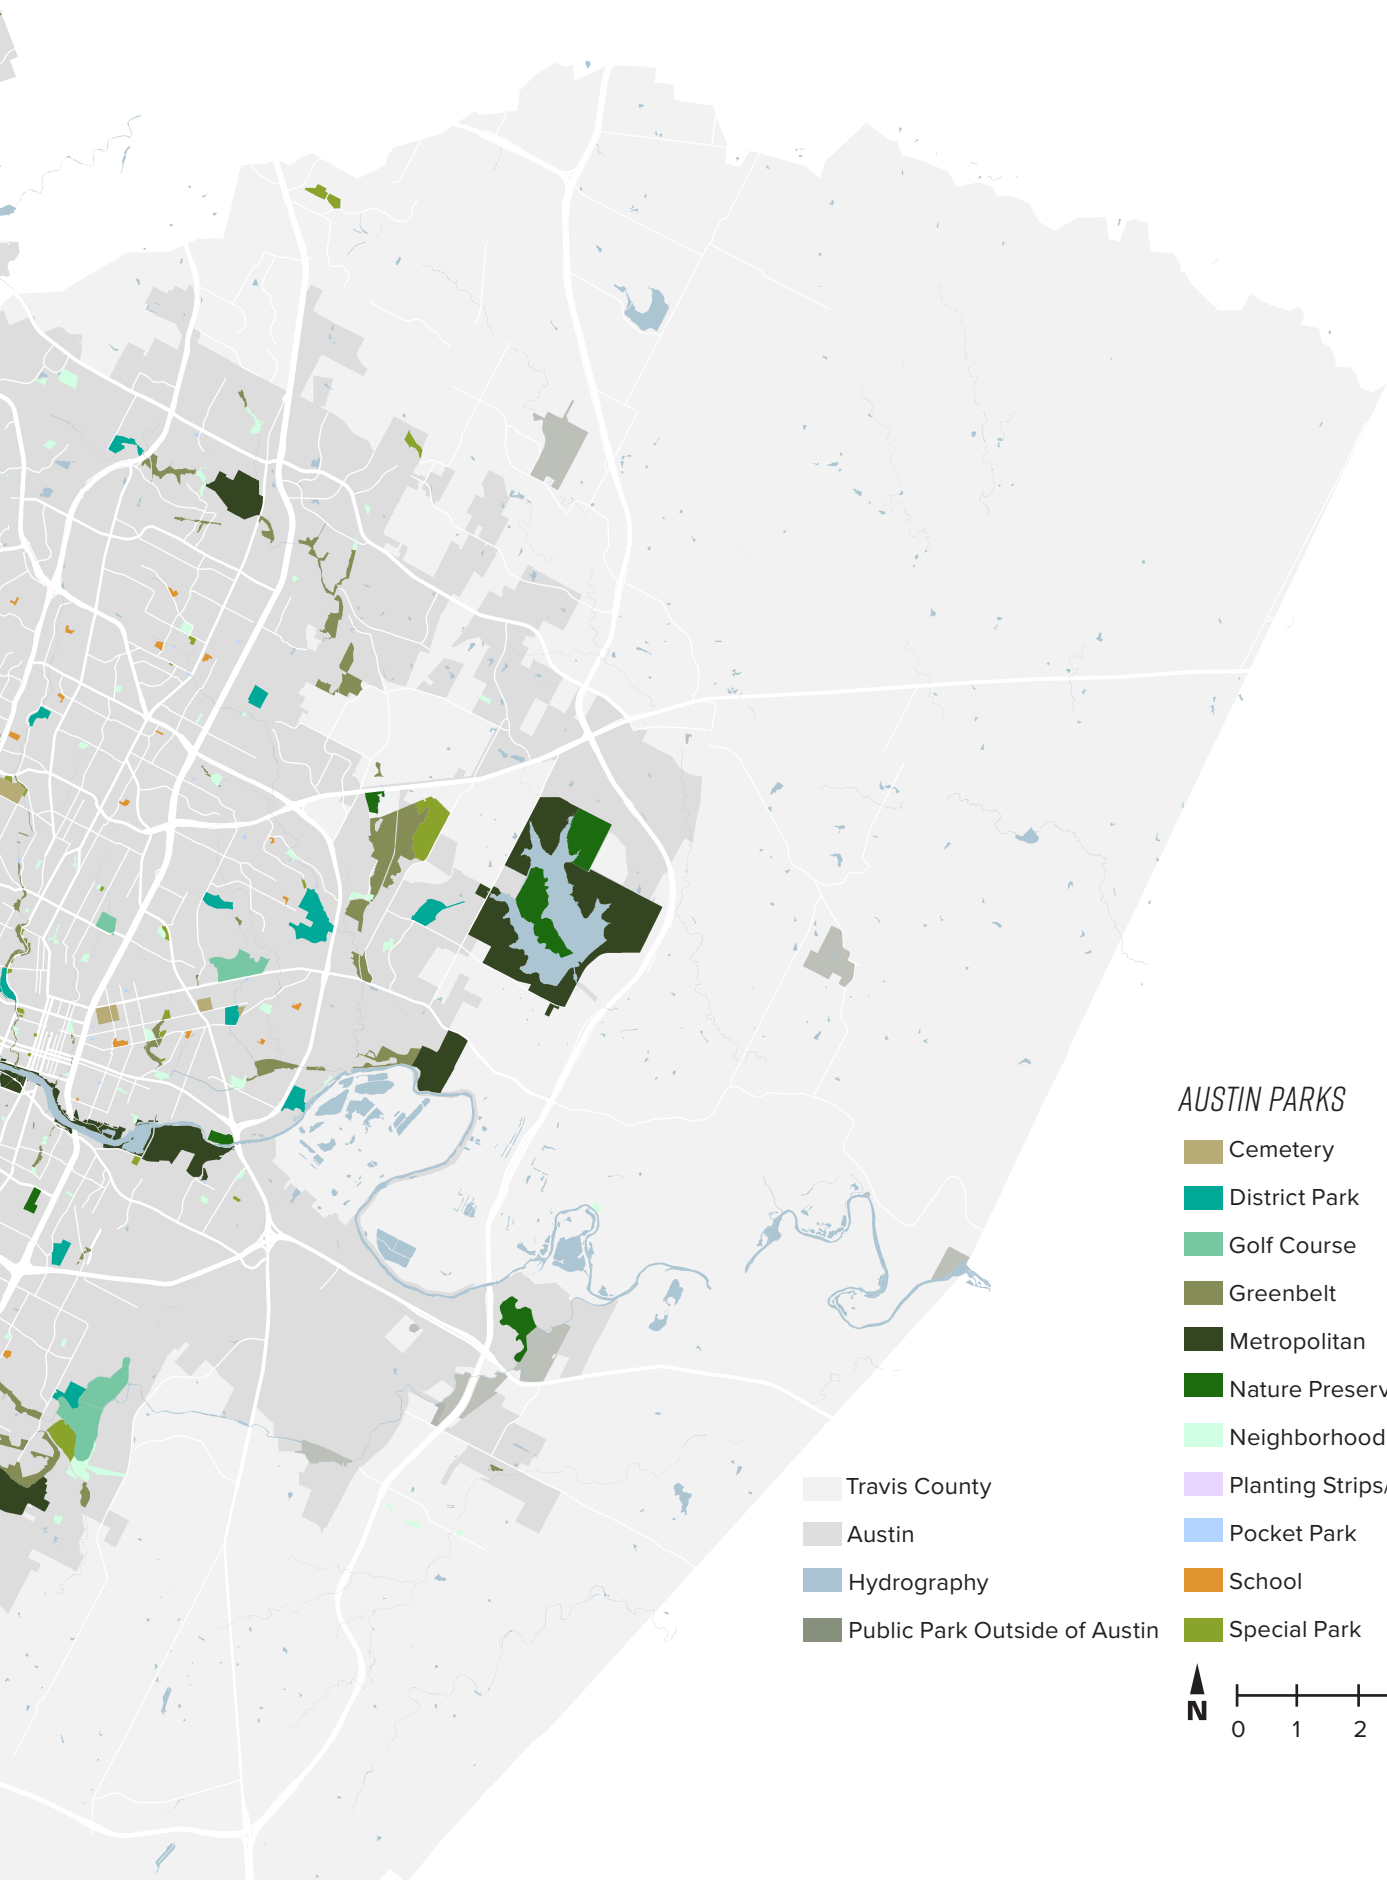 AUSTIN PARKS
Cemetery
District Park
Golf Course
Greenbelt
Metropolitan
Nature Preserv
Neighborhood
Planting Strips/
Pocket Park
School
Special Park
Travis County
Austin
Hydrography
Public Park Outside of Austin
N
0 1 2